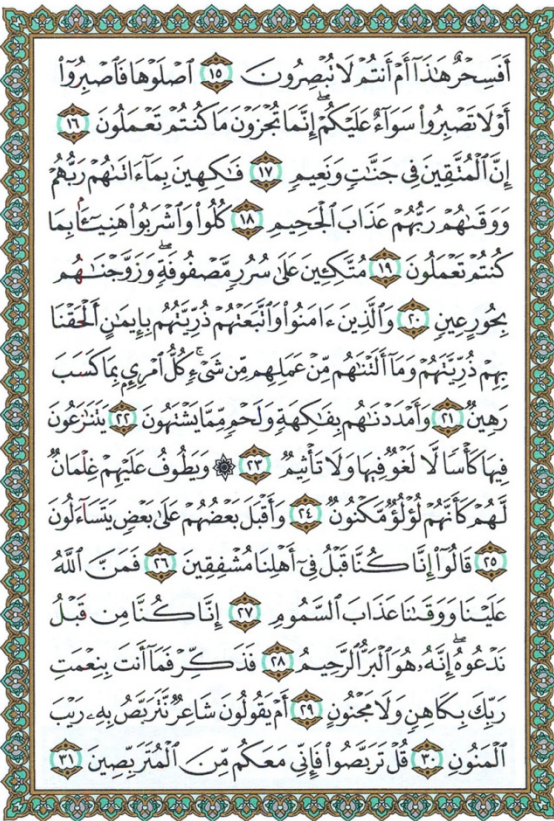 أَفَسِحْرٌ هَٰذَآ أَمْ أَنتُمْ لَا تُبْصِرُونَ ١٥ ٱصْلَوْهَا فَٱصْبِرُوٓا۟
أَوْ لَا تَصْبِرُوا۟ سَوَآءٌ عَلَيْكُمْ ۖ إِنَّمَا تُجْزَوْنَ مَا كُنتُمْ تَعْمَلُونَ ١٦
إِنَّ ٱلْمُتَّقِينَ فِى جَنَّٰتٍ وَنَعِيمٍ ١٧ فَٰكِهِينَ بِمَآ ءَاتَىٰهُمْ رَبُّهُمْ
وَوَقَىٰهُمْ رَبُّهُمْ عَذَابَ ٱلْجَحِيمِ ١٨ كُلُوا۟ وَٱشْرَبُوا۟ هَنِيٓـًٔۢا بِمَا
كُنتُمْ تَعْمَلُونَ ١٩ مُتَّكِـِٔينَ عَلَىٰ سُرُرٍ مَّصْفُوفَةٍ ۖ وَزَوَّجْنَٰهُم
بِحُورٍ عِينٍ ٢٠ وَٱلَّذِينَ ءَامَنُوا۟ وَٱتَّبَعَتْهُمْ ذُرِّيَّتُهُم بِإِيمَٰنٍ أَلْحَقْنَا
بِهِمْ ذُرِّيَّتَهُمْ وَمَآ أَلَتْنَٰهُم مِّنْ عَمَلِهِم مِّن شَىْءٍ ۚ كُلُّ ٱمْرِئٍۭ بِمَا كَسَبَ
رَهِينٌ ٢١ وَأَمْدَدْنَٰهُم بِفَٰكِهَةٍ وَلَحْمٍ مِّمَّا يَشْتَهُونَ ٢٢ يَتَنَٰزَعُونَ
فِيهَا كَأْسًا لَّا لَغْوٌ فِيهَا وَلَا تَأْثِيمٌ ٢٣ ۞ وَيَطُوفُ عَلَيْهِمْ غِلْمَانٌ
لَّهُمْ كَأَنَّهُمْ لُؤْلُؤٌ مَّكْنُونٌ ٢٤ وَأَقْبَلَ بَعْضُهُمْ عَلَىٰ بَعْضٍ يَتَسَآءَلُونَ
٢٥ قَالُوٓا۟ إِنَّا كُنَّا قَبْلُ فِىٓ أَهْلِنَا مُشْفِقِينَ ٢٦ فَمَنَّ ٱللَّهُ
عَلَيْنَا وَوَقَىٰنَا عَذَابَ ٱلسَّمُومِ ٢٧ إِنَّا كُنَّا مِن قَبْلُ
نَدْعُوهُ ۖ إِنَّهُۥ هُوَ ٱلْبَرُّ ٱلرَّحِيمُ ٢٨ فَذَكِّرْ فَمَآ أَنتَ بِنِعْمَتِ
رَبِّكَ بِكَاهِنٍ وَلَا مَجْنُونٍ ٢٩ أَمْ يَقُولُونَ شَاعِرٌ نَّتَرَبَّصُ بِهِۦ رَيْبَ
ٱلْمَنُونِ ٣٠ قُلْ تَرَبَّصُوا۟ فَإِنِّى مَعَكُم مِّنَ ٱلْمُتَرَبِّصِينَ ٣١